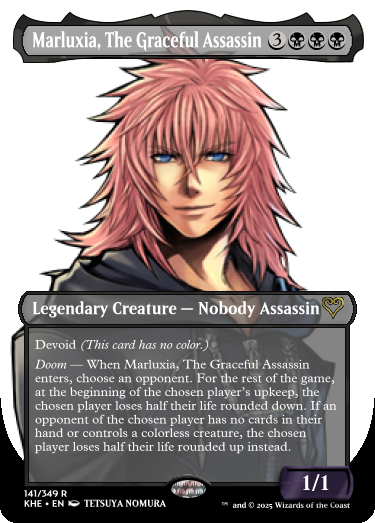 Marluxia, The Graceful Assassin 3
Legendary Creature — Nobody Assassin
Devoid (This card has no color.)
Doom — When Marluxia, The Graceful Assassin
enters, choose an opponent. For the rest of the game,
at the beginning of the chosen player's upkeep, the
chosen player loses half their life rounded down. If an
opponent of the chosen player has no cards in their
hand or controls a colorless creature, the chosen
player loses half their life rounded up instead.
1/1
141/349 R
KHE • EN TETSUYA NOMURA
™ and © 2025 Wizards of the Coast